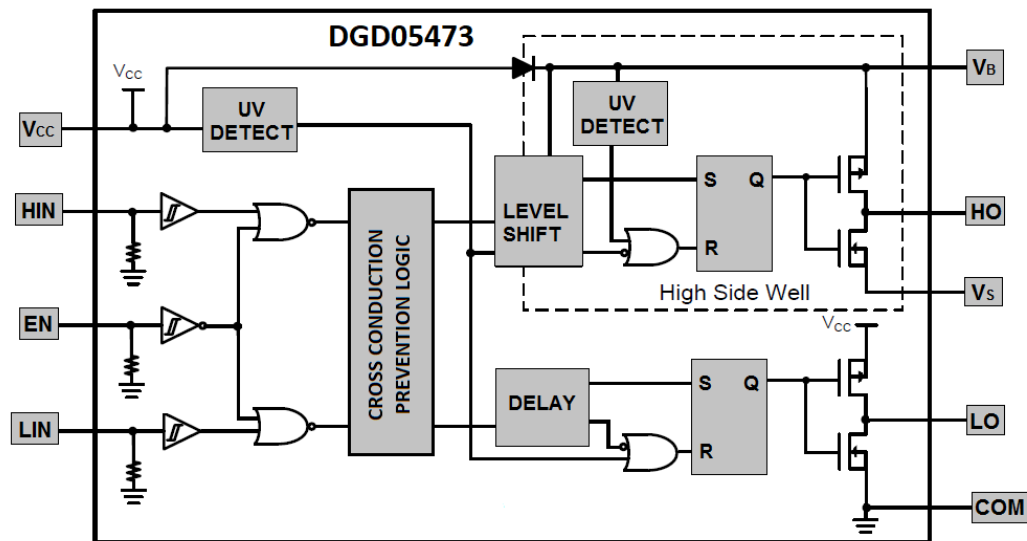 DGD05473
VCC
VCC
UV
DETECT
UV
DETECT
VB
HIN
LEVEL
SHIFT
S
Q
R
HO
High Side Well
VS
EN
CROSS CONDUCTION
PREVENTION LOGIC
VCC
LIN
DELAY
S
Q
R
LO
COM